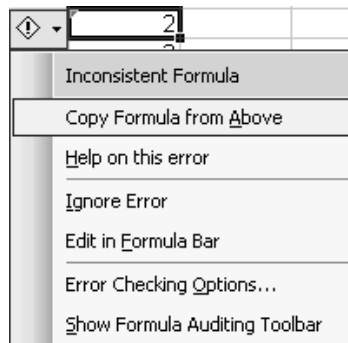 2
Inconsistent Formula
Copy Formula from Above
Help on this error
Ignore Error
Edit in Formula Bar
Error Checking Options...
Show Formula Auditing Toolbar